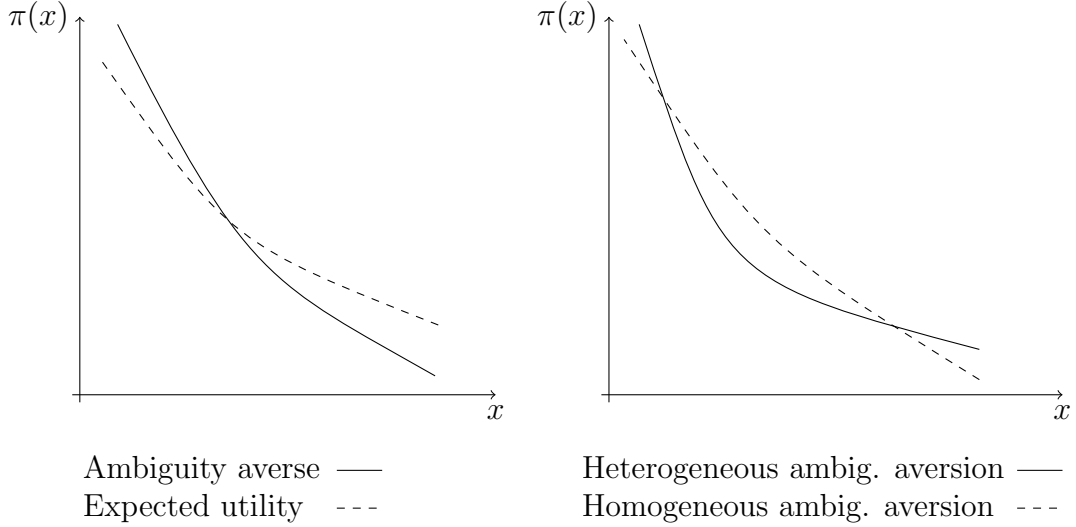 π(x)
x
Ambiguity averse
Expected utility
π(x)
x
Heterogeneous ambig. aversion
Homogeneous ambig. aversion